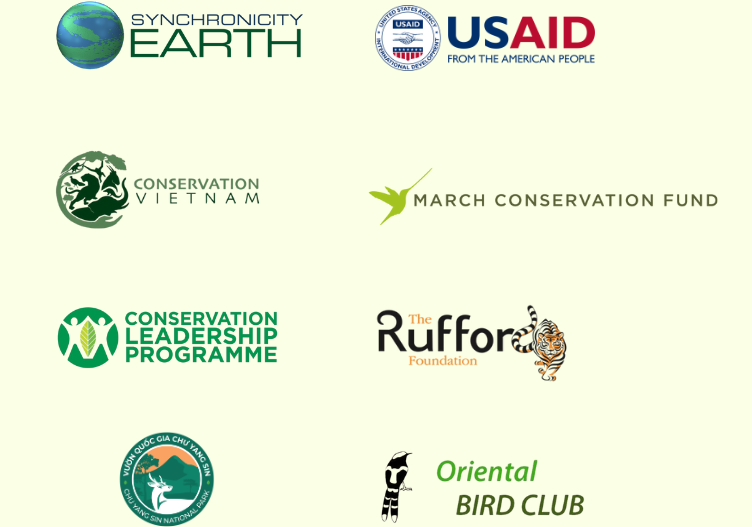 SYNCHRONICITY
EARTH
UNITED STATES AGENCY
USAID
INTERNATIONAL DEVELOPMENT
USAID
FROM THE AMERICAN PEOPLE
CONSERVATION
VIETNAM
MARCH CONSERVATION FUND
CONSERVATION
LEADERSHIP
PROGRAMME
The
Rufford
Foundation
VƯỜN QUỐC GIA CHƯ YANG SIN
CHU YANG SIN NATIONAL PARK
Oriental
BIRD CLUB